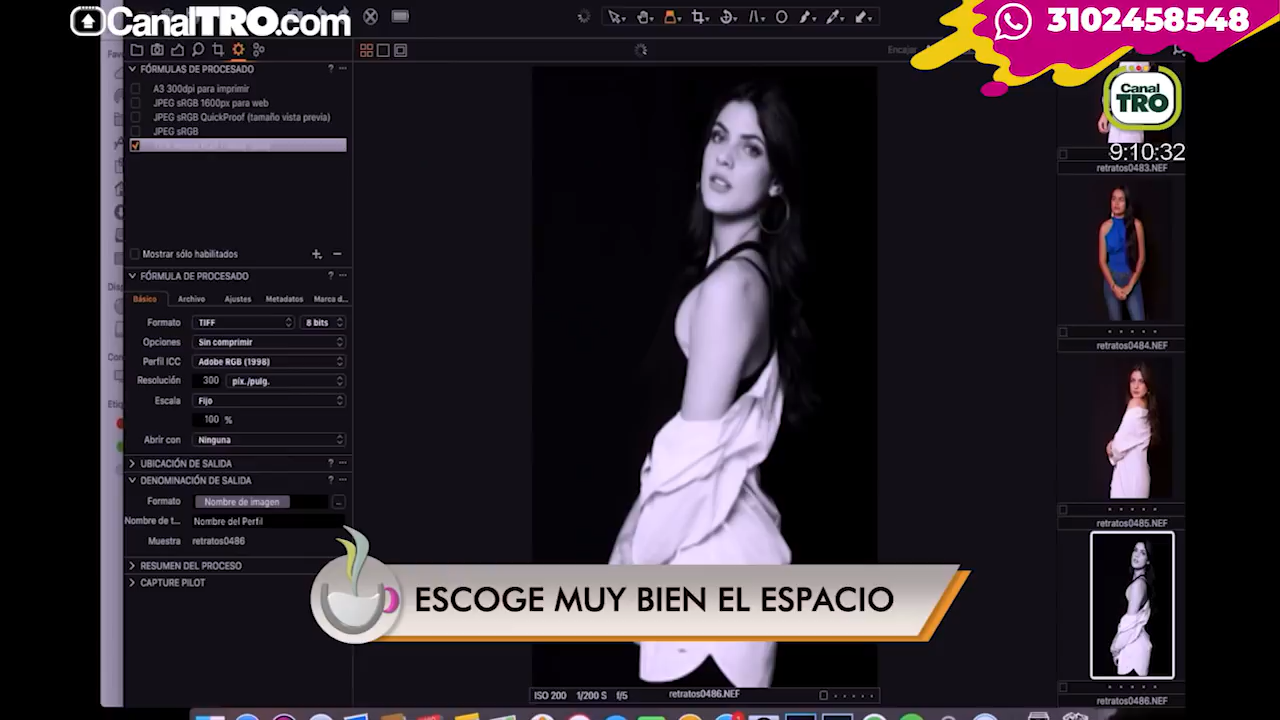 CanalTRO.com
3102458548
Canal
TRO
9:10:32
Encajar
FÓRMULAS DE PROCESADO ? ...
A3 300dpi para imprimir
JPEG sRGB 1600px para web
JPEG sRGB QuickProof (tamaño vista previa)
JPEG sRGB
Mostrar sólo habilitados + −
FÓRMULA DE PROCESADO ? ...
Básico Archivo Ajustes Metadatos Marca d...
Formato TIFF 8 bits
Opciones Sin comprimir
Perfil ICC Adobe RGB (1998)
Resolución 300 píx./pulg.
Escala Fijo
100 %
Abrir con Ninguna
UBICACIÓN DE SALIDA ? ...
DENOMINACIÓN DE SALIDA ? ...
Formato Nombre de imagen ...
Nombre de t... Nombre del Perfil
Muestra retratos0486
RESUMEN DEL PROCESO
CAPTURE PILOT
retratos0483.NEF
retratos0484.NEF
retratos0485.NEF
retratos0486.NEF
ESCOGE MUY BIEN EL ESPACIO
ISO 200 1/200 S f/5 retratos0486.NEF